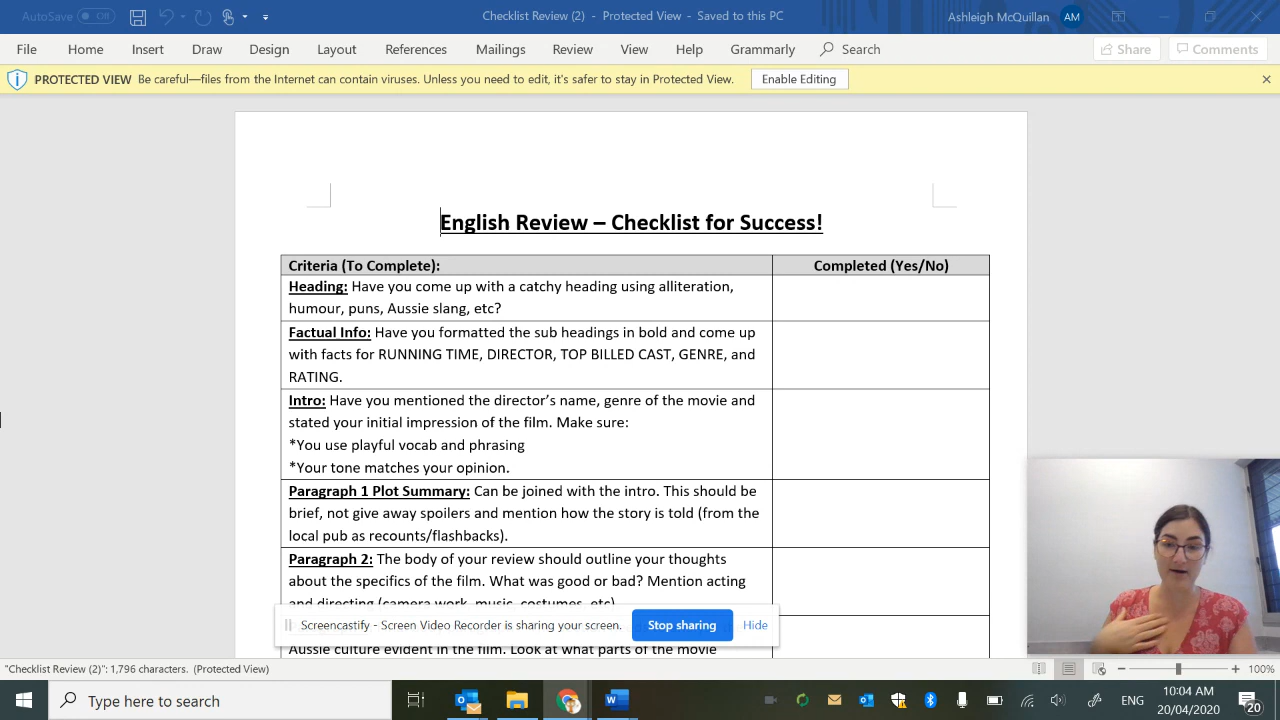 AutoSave Off
Checklist Review (2) - Protected View - Saved to this PC
Ashleigh McQuillan AM
File Home Insert Draw Design Layout References Mailings Review View Help Grammarly Search Share Comments
PROTECTED VIEW Be careful—files from the Internet can contain viruses. Unless you need to edit, it's safer to stay in Protected View. Enable Editing
English Review – Checklist for Success!
Criteria (To Complete): Completed (Yes/No)
Heading: Have you come up with a catchy heading using alliteration,
humour, puns, Aussie slang, etc?
Factual Info: Have you formatted the sub headings in bold and come up
with facts for RUNNING TIME, DIRECTOR, TOP BILLED CAST, GENRE, and
RATING.
Intro: Have you mentioned the director's name, genre of the movie and
stated your initial impression of the film. Make sure:
*You use playful vocab and phrasing
*Your tone matches your opinion.
Paragraph 1 Plot Summary: Can be joined with the intro. This should be
brief, not give away spoilers and mention how the story is told (from the
local pub as recounts/flashbacks).
Paragraph 2: The body of your review should outline your thoughts
about the specifics of the film. What was good or bad? Mention acting
and directing (camera work, music, costumes, etc)
Screencastify - Screen Video Recorder is sharing your screen. Stop sharing Hide
Aussie culture evident in the film. Look at what parts of the movie
"Checklist Review (2)": 1,796 characters. (Protected View)
100%
Type here to search
ENG
10:04 AM
20/04/2020
20